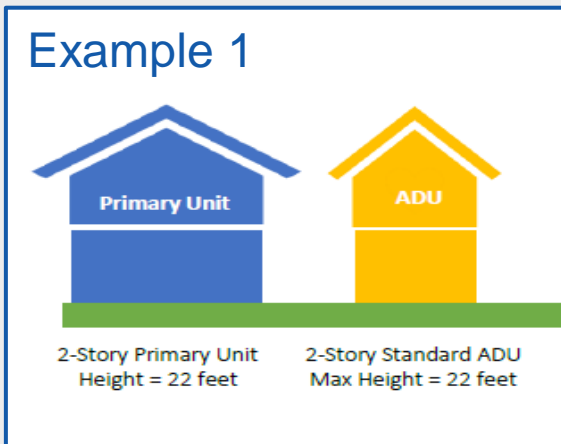 Example 1
Primary Unit
ADU
2-Story Primary Unit
Height = 22 feet
2-Story Standard ADU
Max Height = 22 feet